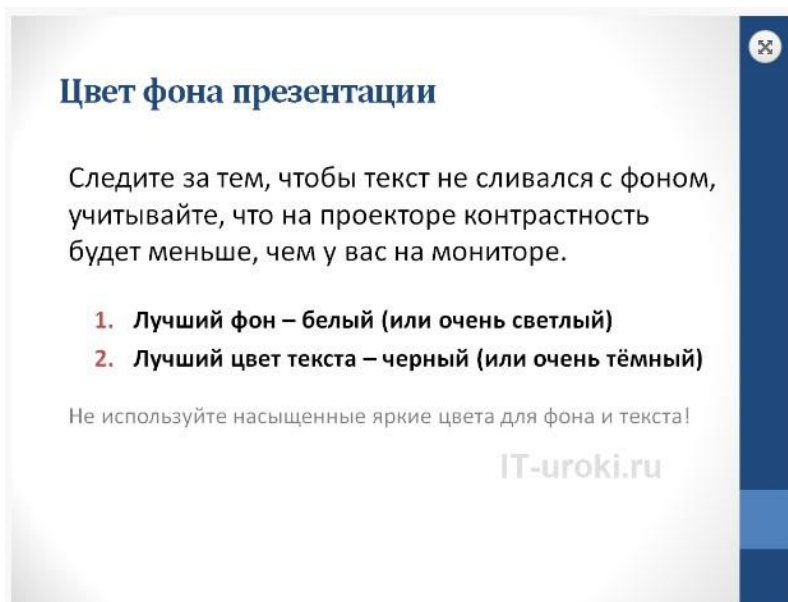 Цвет фона презентации
Следите за тем, чтобы текст не сливался с фоном,
учитывайте, что на проекторе контрастность
будет меньше, чем у вас на мониторе.
1. Лучший фон – белый (или очень светлый)
2. Лучший цвет текста – черный (или очень тёмный)
Не используйте насыщенные яркие цвета для фона и текста!
IT-uroki.ru